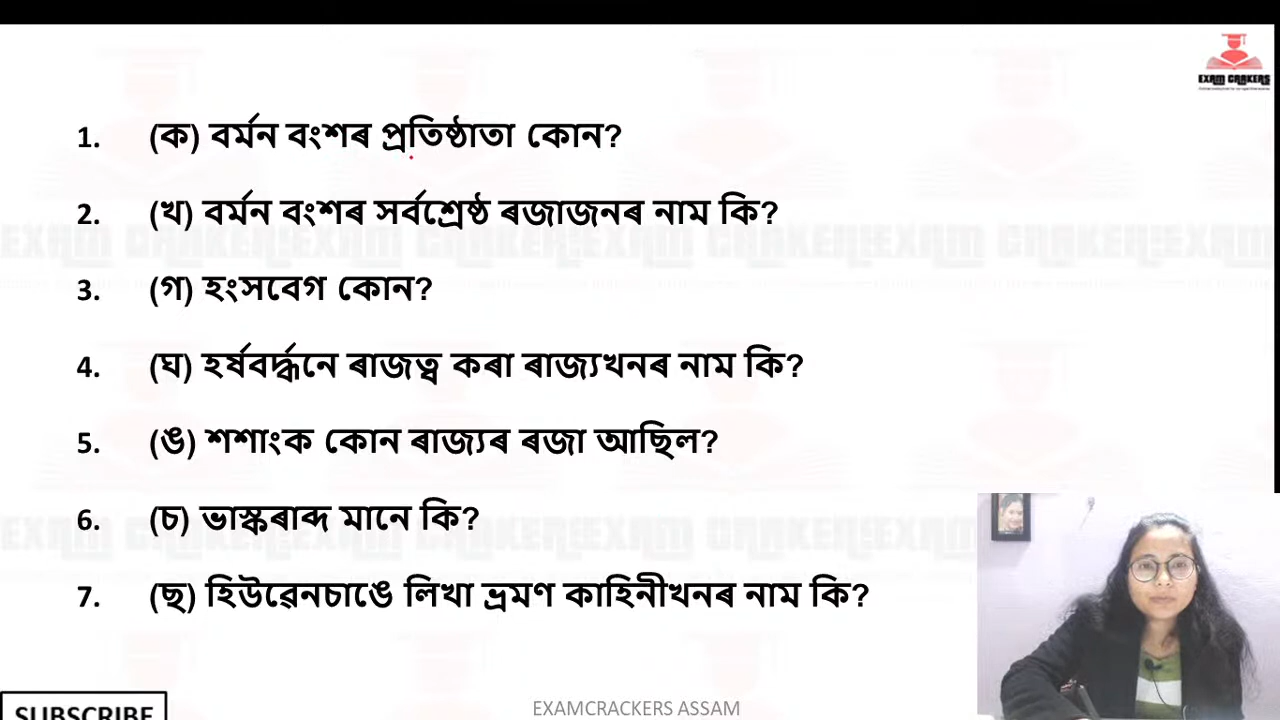 EXAM CRAKERS
1. (ক) বৰ্মন বংশৰ প্ৰতিষ্ঠাতা কোন?
2. (খ) বৰ্মন বংশৰ সৰ্বশ্ৰেষ্ঠ ৰজাজনৰ নাম কি?
3. (গ) হংসবেগ কোন?
4. (ঘ) হৰ্ষবৰ্দ্ধনে ৰাজত্ব কৰা ৰাজ্যখনৰ নাম কি?
5. (ঙ) শশাংক কোন ৰাজ্যৰ ৰজা আছিল?
6. (চ) ভাস্কৰাব্দ মানে কি?
7. (ছ) হিউৱেনচাঙে লিখা ভ্ৰমণ কাহিনীখনৰ নাম কি?
SUBSCRIBE
EXAMCRACKERS ASSAM